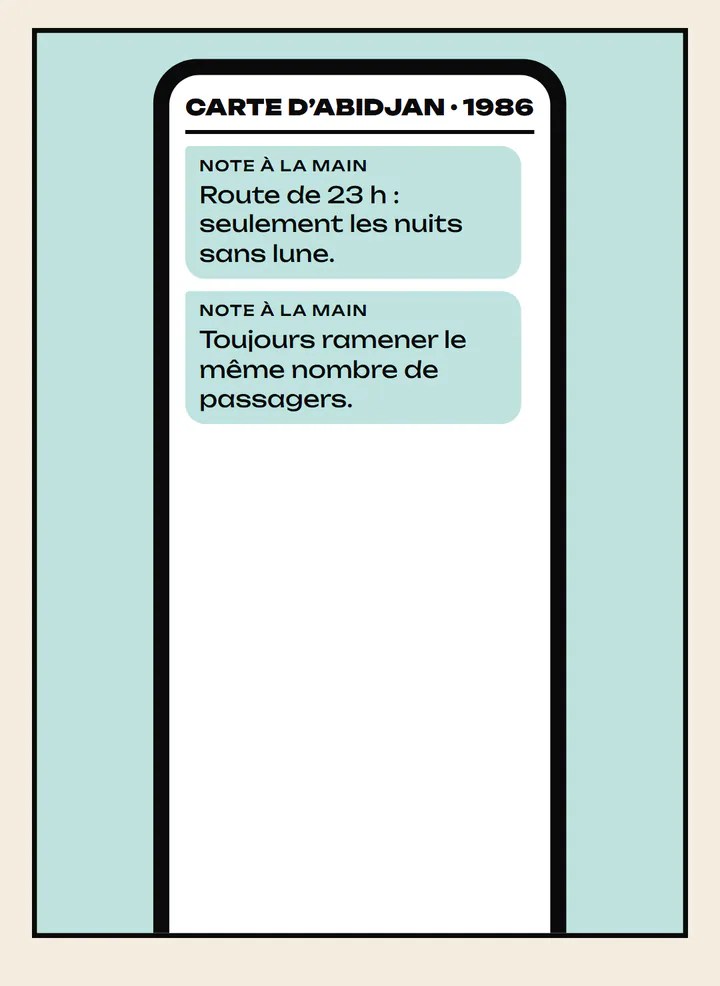 CARTE D’ABIDJAN · 1986
NOTE À LA MAIN
Route de 23 h :
seulement les nuits
sans lune.
NOTE À LA MAIN
Toujours ramener le
même nombre de
passagers.